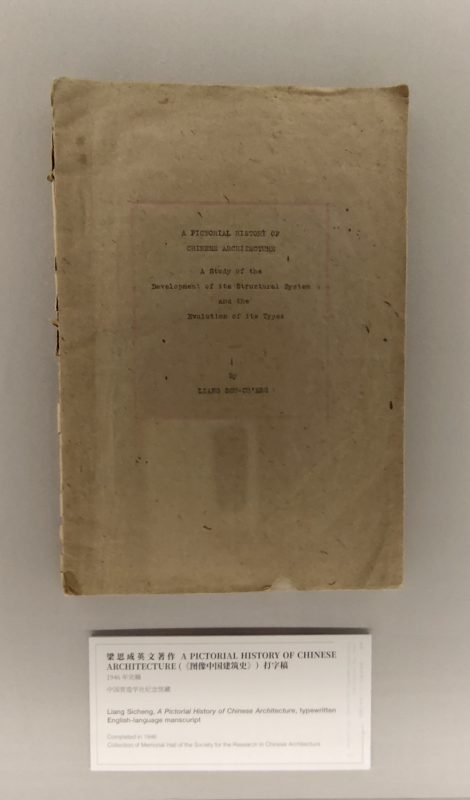 A PICTORIAL HISTORY OF
CHINESE ARCHITECTURE
A Study of the
Development of its Structural System
and the
Evolution of its Types
By
LIANG SSU-CH'ENG
梁思成英文著作 A PICTORIAL HISTORY OF CHINESE
ARCHITECTURE (《图像中国建筑史》) 打字稿
1946 年完稿
中国营造学社纪念馆藏
Liang Sicheng, A Pictorial History of Chinese Architecture, typewritten
English-language manscript
Completed in 1946
Collection of Memorial Hall of the Society for the Research in Chinese Architecture